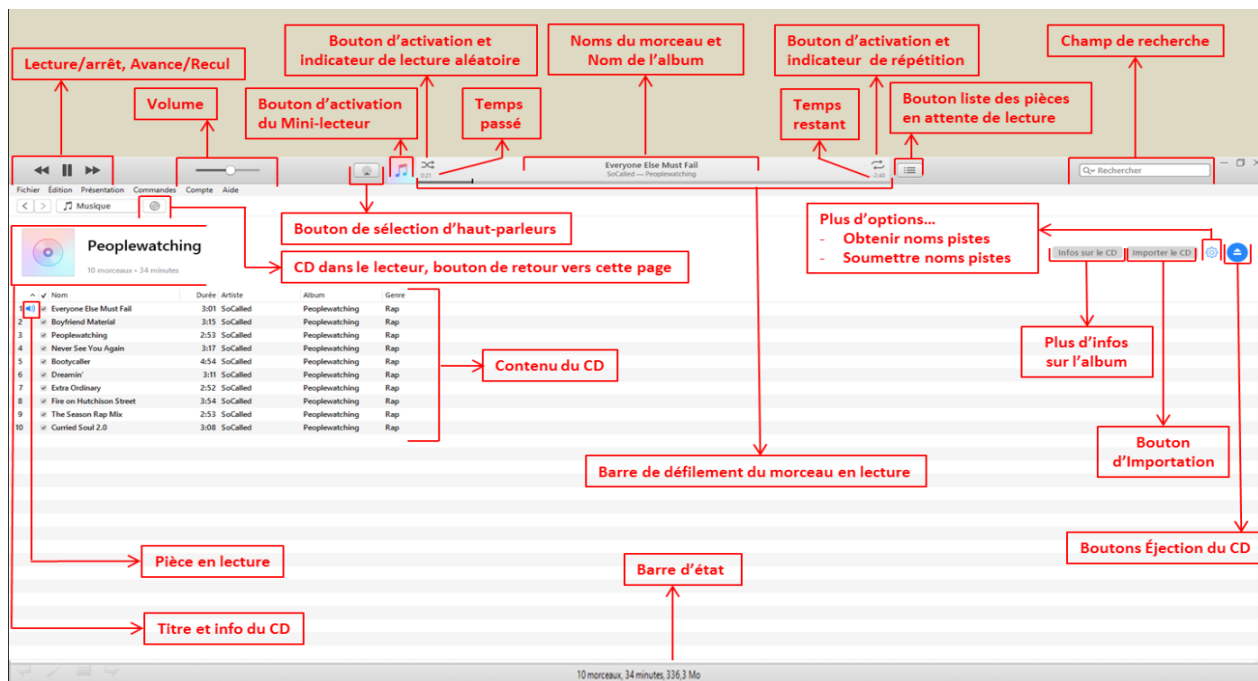 Bouton d'activation et
indicateur de lecture aléatoire
Noms du morceau et
Nom de l'album
Bouton d'activation et
indicateur de répétition
Champ de recherche
Lecture/arrêt, Avance/Recul
Volume
Bouton d'activation
du Mini-lecteur
Temps
passé
Temps
restant
Bouton liste des pièces
en attente de lecture
Everyone Else Must Fail
SoCalled — Peoplewatching
0:21
-2:40
Rechercher
Fichier Édition Présentation Commandes Compte Aide
Musique
Bouton de sélection d'haut-parleurs
Plus d'options...
- Obtenir noms pistes
- Soumettre noms pistes
Peoplewatching
10 morceaux • 34 minutes
CD dans le lecteur, bouton de retour vers cette page
Infos sur le CD
Importer le CD
Nom Durée Artiste Album Genre
1 Everyone Else Must Fail 3:01 SoCalled Peoplewatching Rap
2 Boyfriend Material 3:15 SoCalled Peoplewatching Rap
3 Peoplewatching 2:53 SoCalled Peoplewatching Rap
4 Never See You Again 3:17 SoCalled Peoplewatching Rap
5 Bootycaller 4:54 SoCalled Peoplewatching Rap
6 Dreamin' 3:11 SoCalled Peoplewatching Rap
7 Extra Ordinary 2:52 SoCalled Peoplewatching Rap
8 Fire on Hutchison Street 3:54 SoCalled Peoplewatching Rap
9 The Season Rap Mix 2:53 SoCalled Peoplewatching Rap
10 Curried Soul 2.0 3:08 SoCalled Peoplewatching Rap
Contenu du CD
Plus d'infos
sur l'album
Bouton
d'Importation
Barre de défilement du morceau en lecture
Boutons Éjection du CD
Pièce en lecture
Barre d'état
Titre et info du CD
10 morceaux, 34 minutes, 336,3 Mo